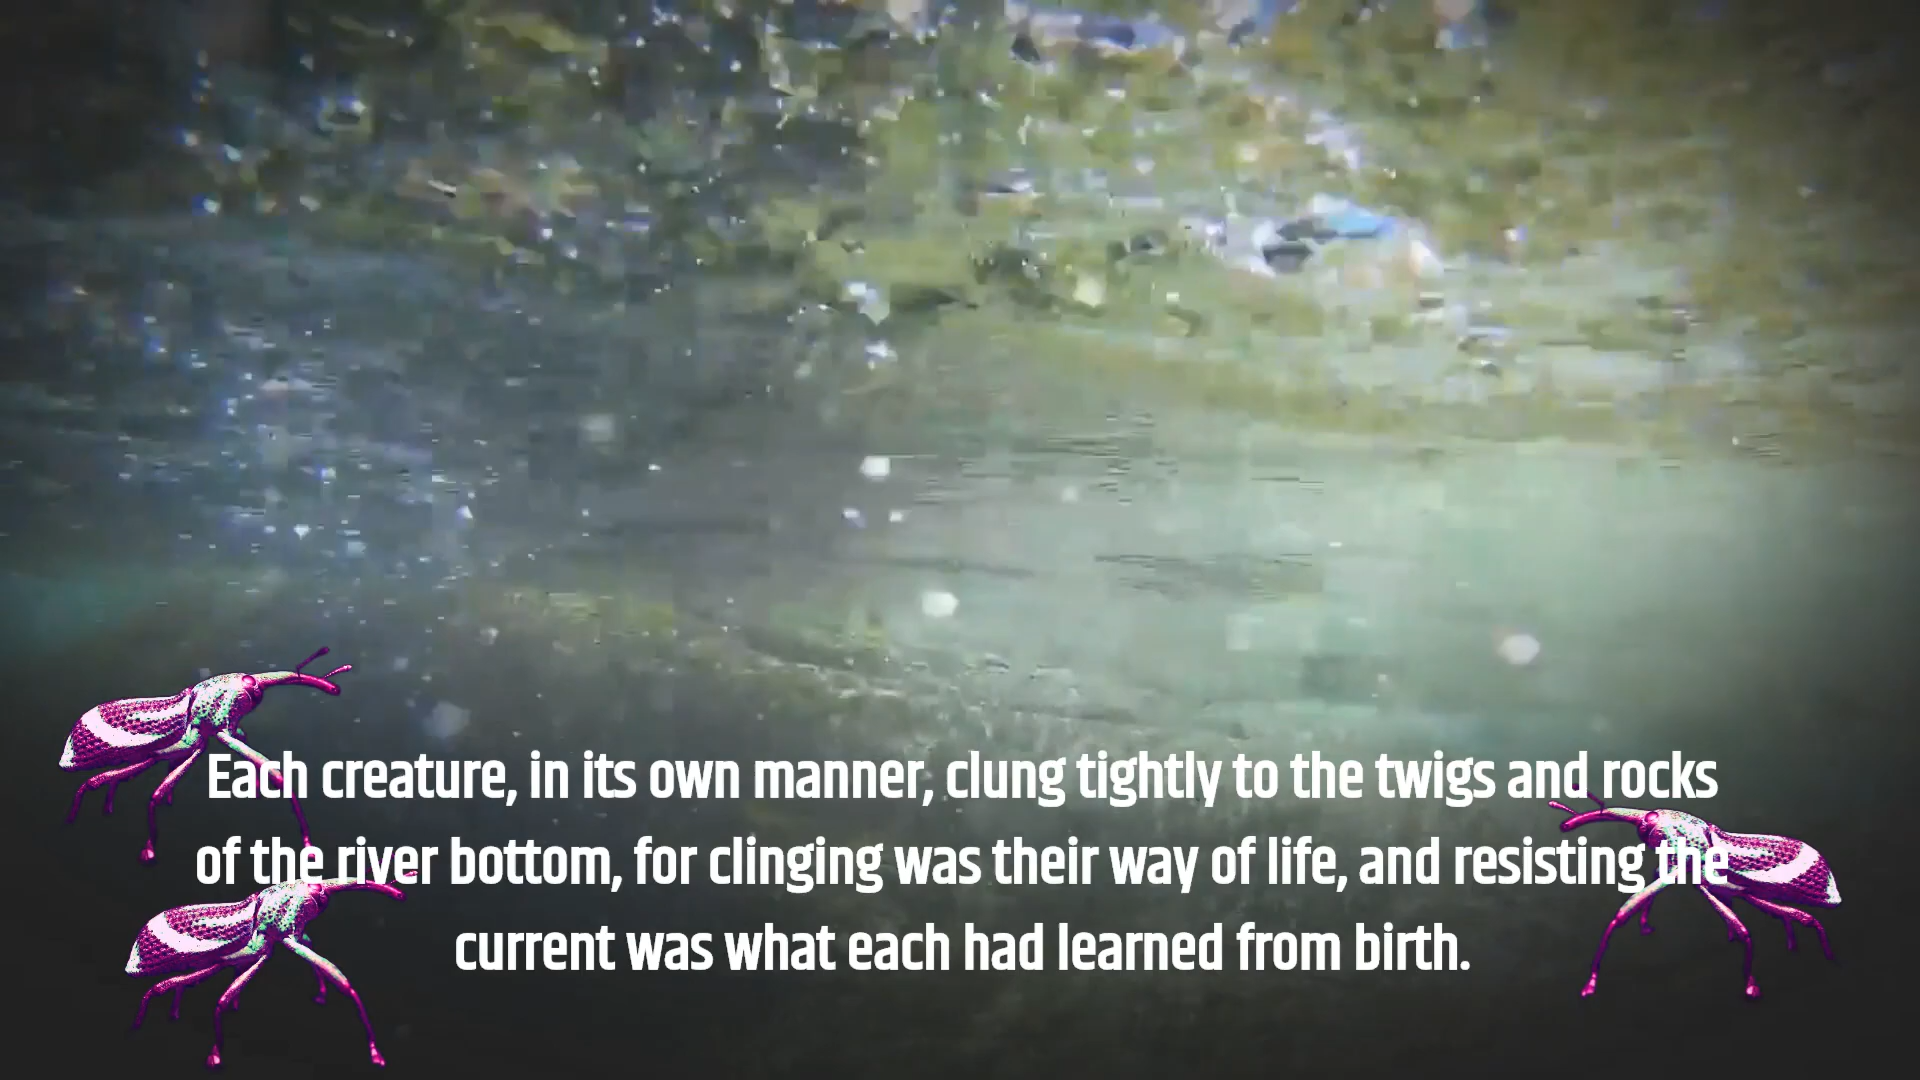 Each creature, in its own manner, clung tightly to the twigs and rocks
of the river bottom, for clinging was their way of life, and resisting the
current was what each had learned from birth.